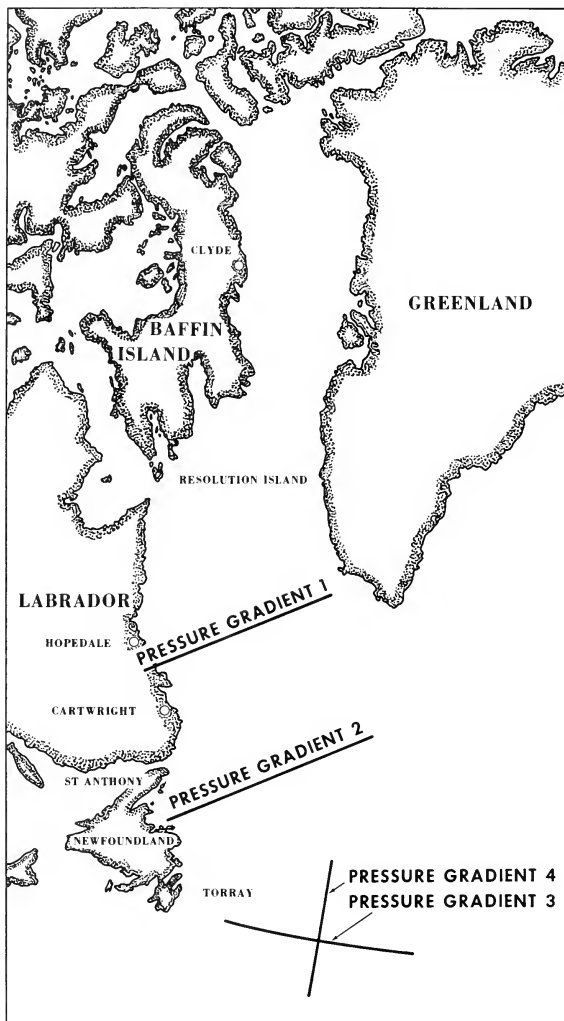 CLYDE
GREENLAND
BAFFIN
ISLAND
RESOLUTION ISLAND
LABRADOR
PRESSURE GRADIENT 1
HOPEDALE
CARTWRIGHT
PRESSURE GRADIENT 2
ST ANTHONY
NEWFOUNDLAND
PRESSURE GRADIENT 4
TORRAY
PRESSURE GRADIENT 3